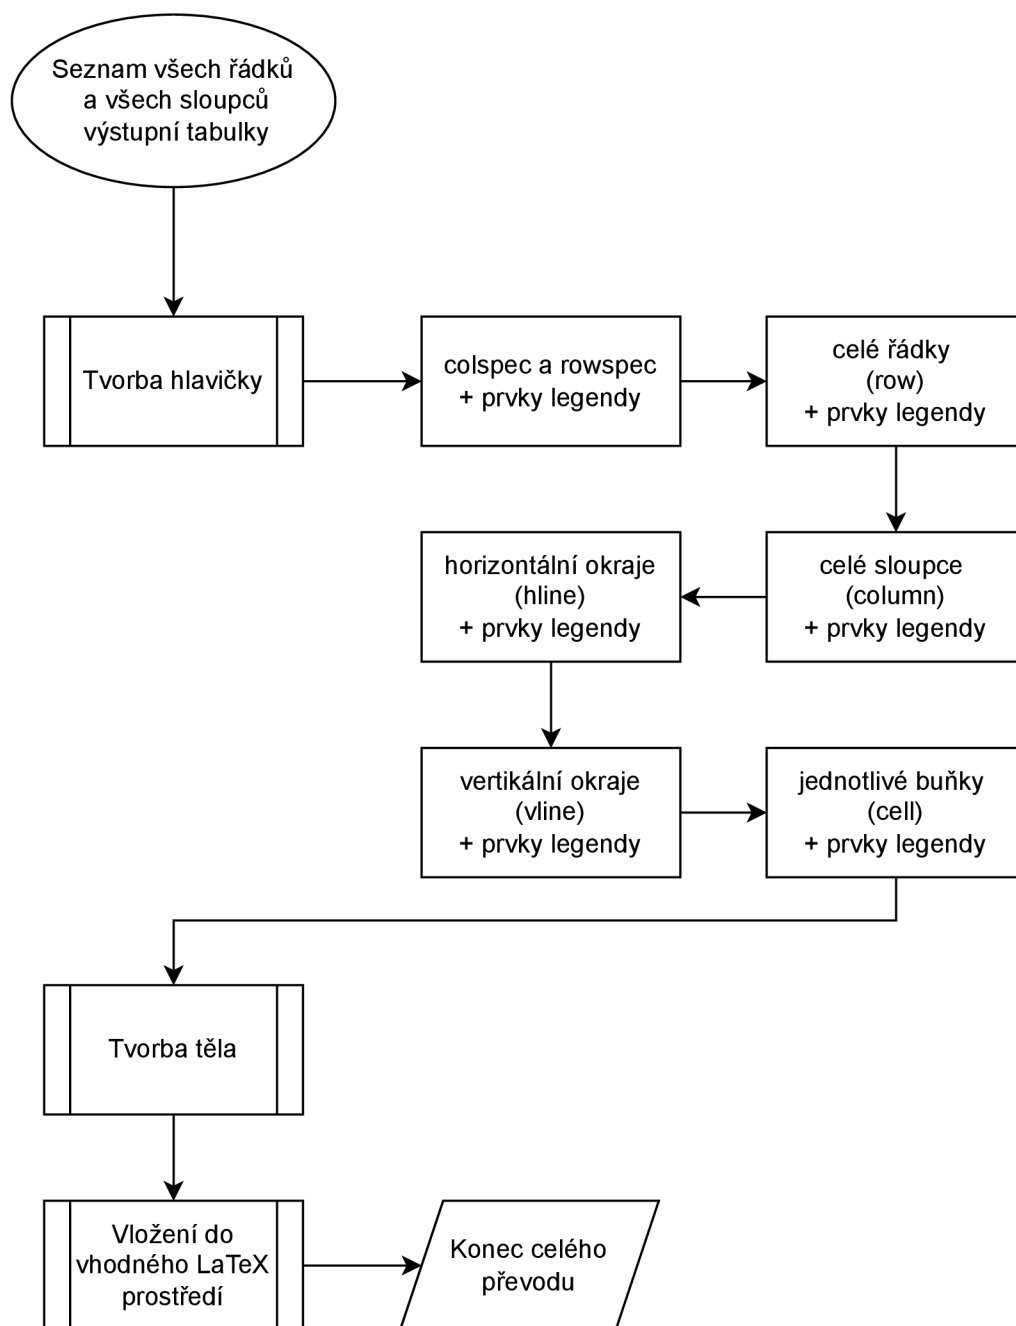 Seznam všech řádků
a všech sloupců
výstupní tabulky
Tvorba hlavičky
colspec a rowspec
+ prvky legendy
celé řádky
(row)
+ prvky legendy
celé sloupce
(column)
+ prvky legendy
horizontální okraje
(hline)
+ prvky legendy
vertikální okraje
(vline)
+ prvky legendy
jednotlivé buňky
(cell)
+ prvky legendy
Tvorba těla
Vložení do
vhodného LaTeX
prostředí
Konec celého
převodu